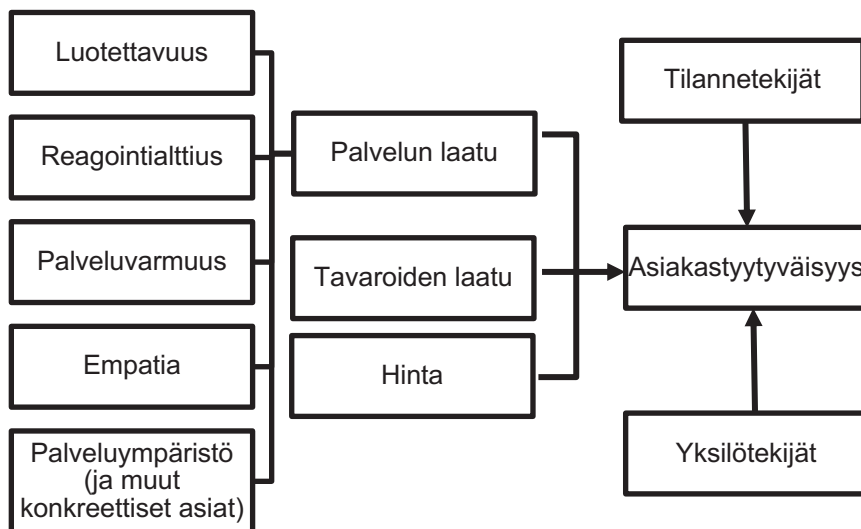 Luotettavuus
Reagointialttius
Palveluvarmuus
Empatia
Palveluympäristö
(ja muut
konkreettiset asiat)
Palvelun laatu
Tavaroiden laatu
Hinta
Tilannetekijät
Asiakastyytyväisyys
Yksilötekijät